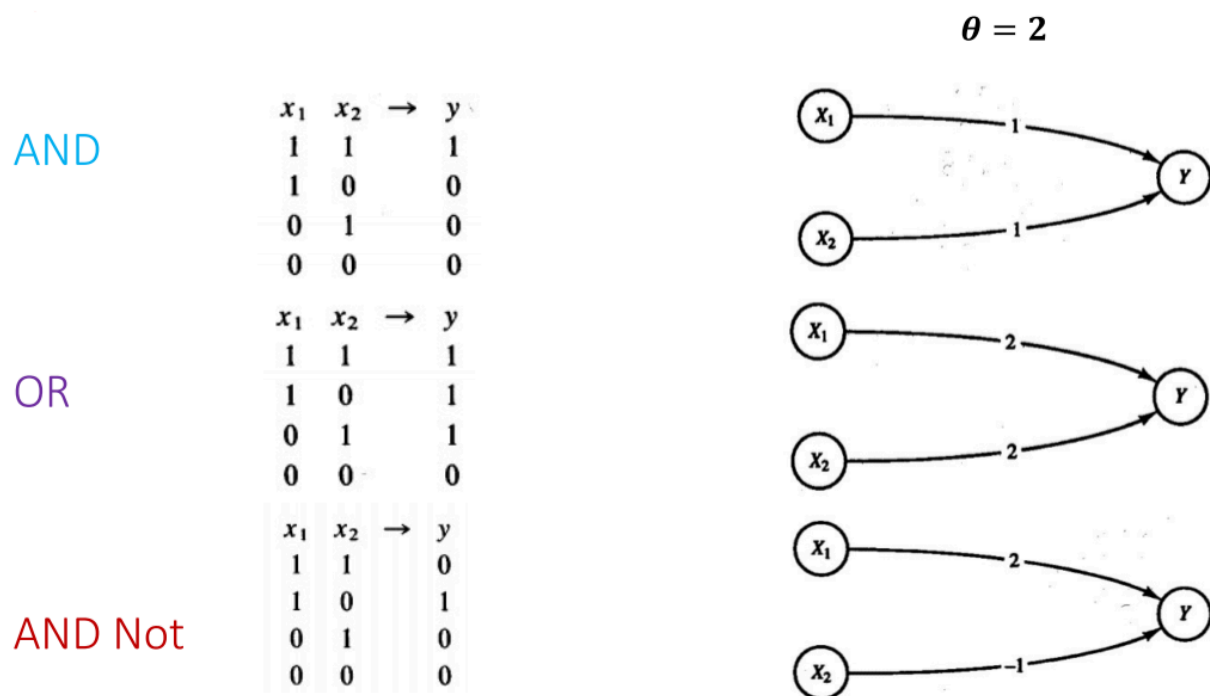 θ = 2
AND
x₁ x₂ → y
1 1 1
1 0 0
0 1 0
0 0 0
X₁ 1
X₂ 1
Y
OR
x₁ x₂ → y
1 1 1
1 0 1
0 1 1
0 0 0
X₁ 2
X₂ 2
Y
AND Not
x₁ x₂ → y
1 1 0
1 0 1
0 1 0
0 0 0
X₁ 2
X₂ -1
Y